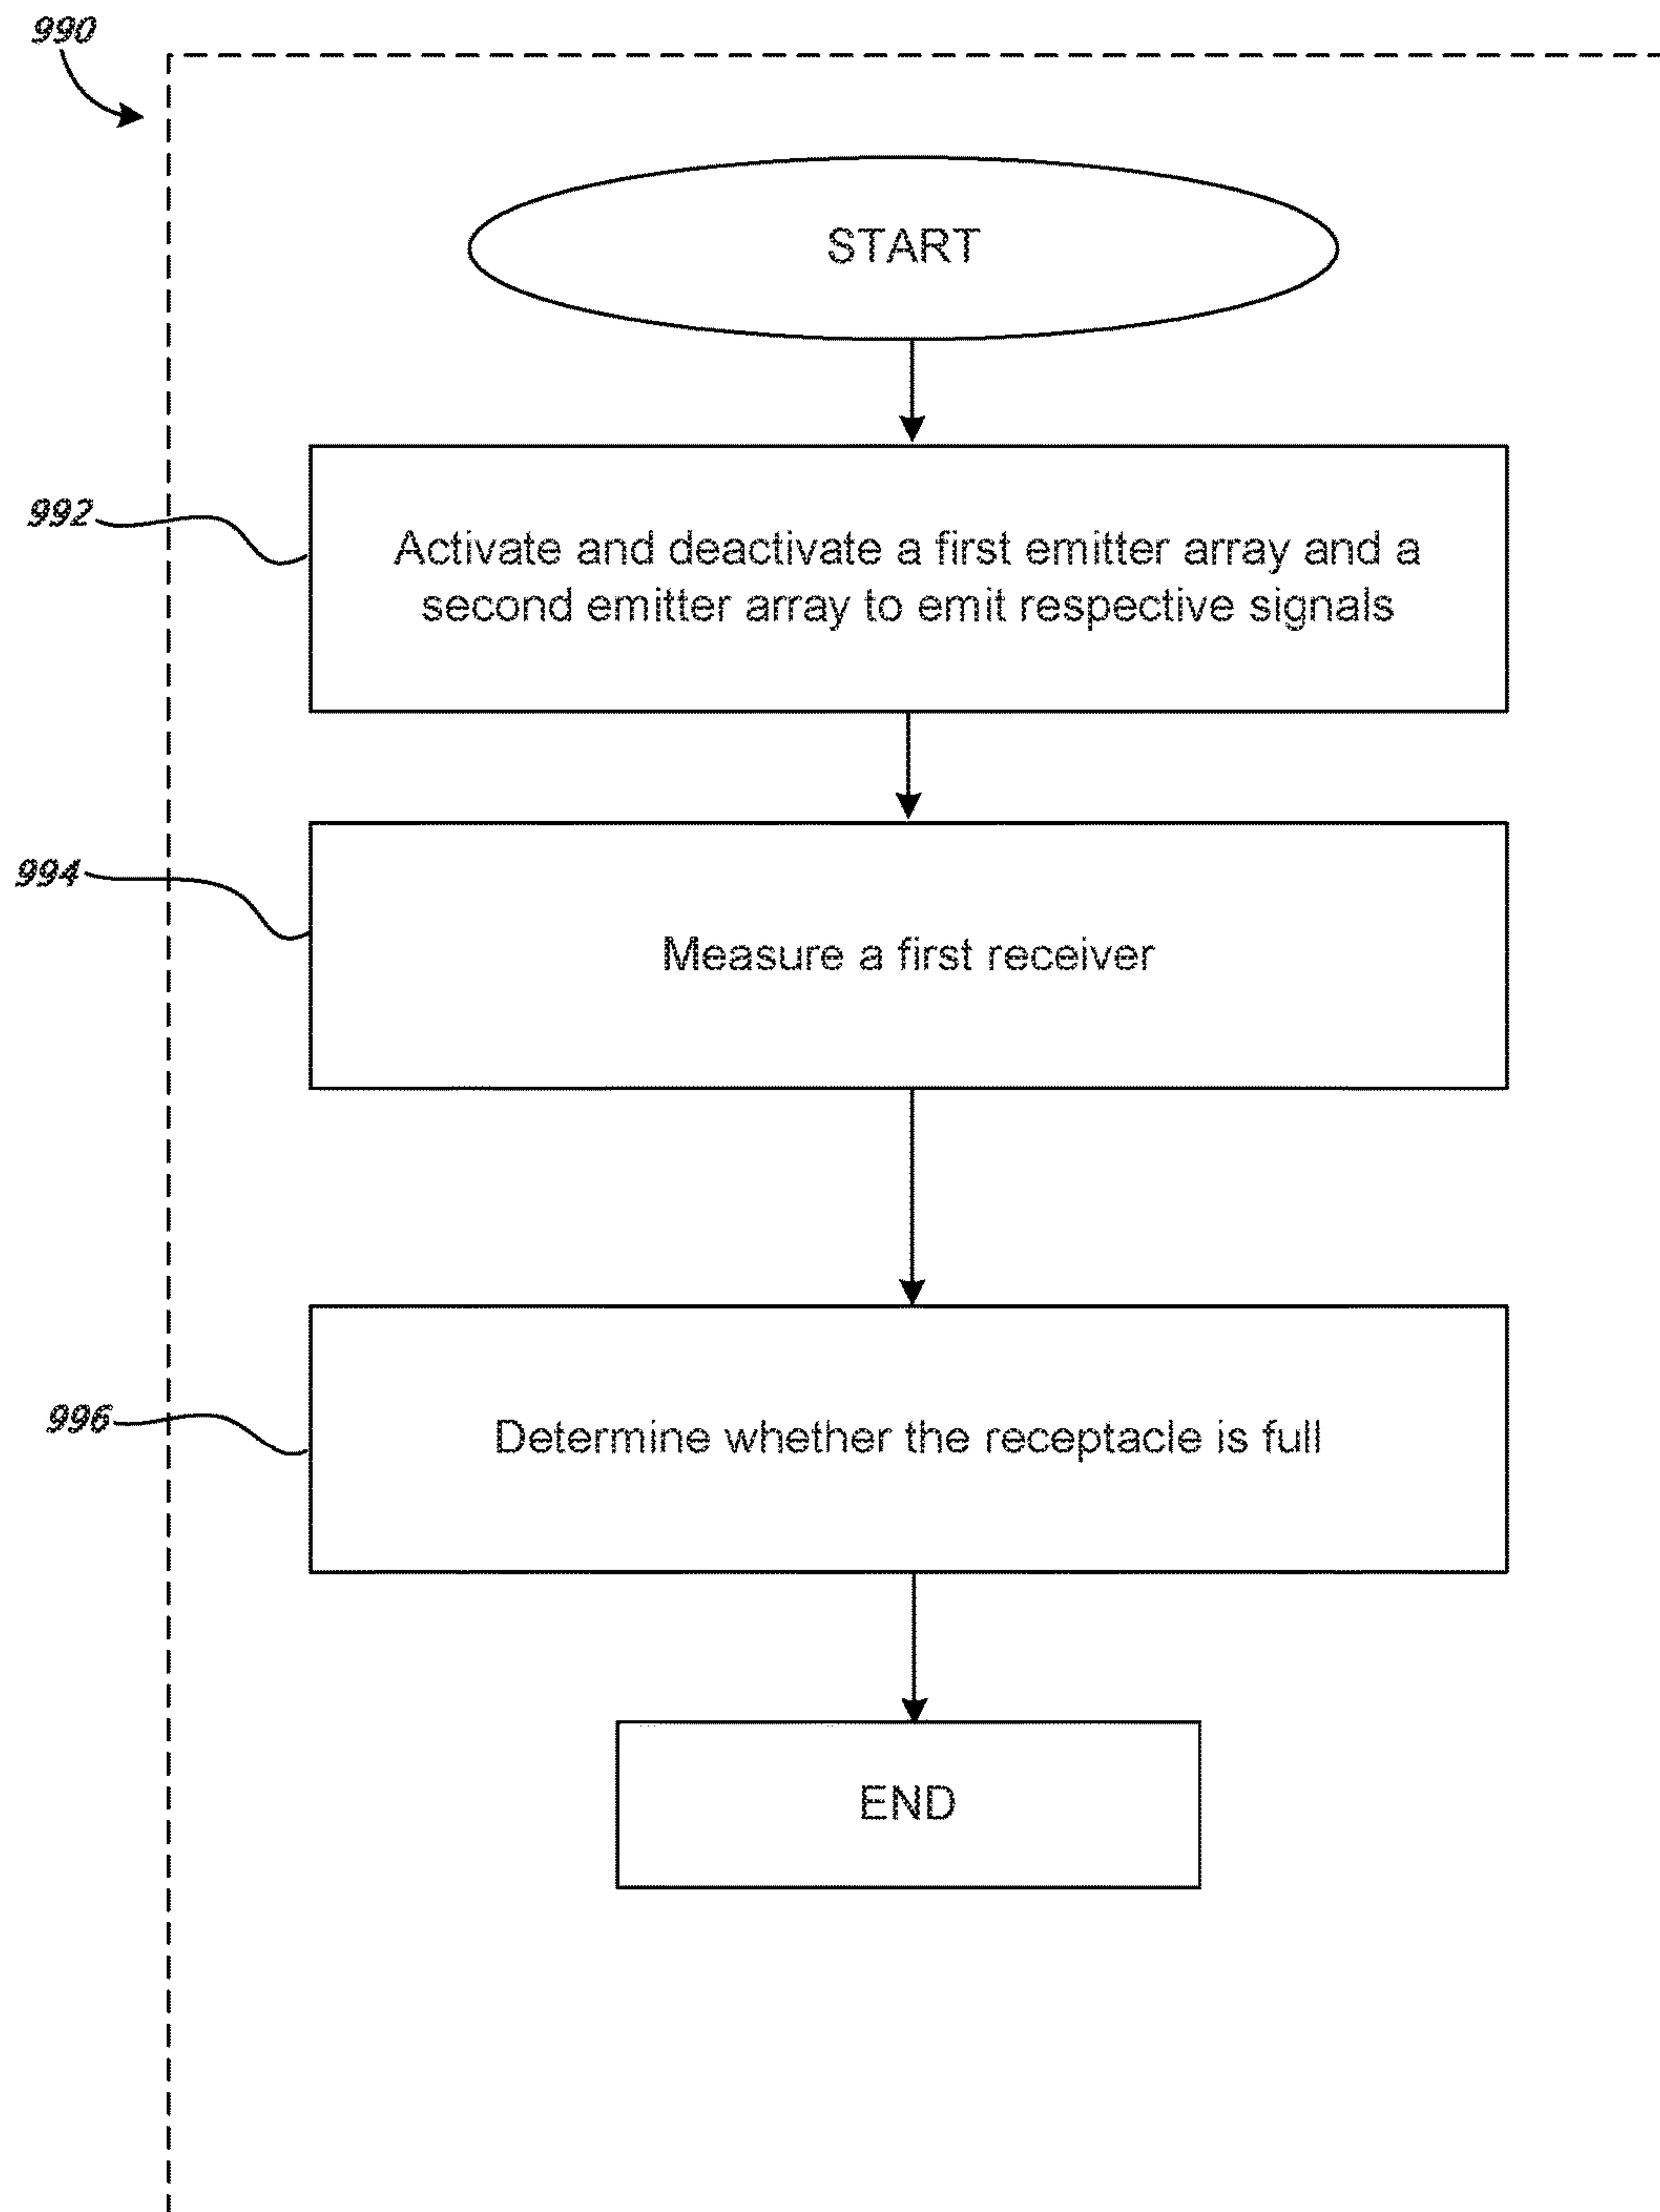 990
START
992
Activate and deactivate a first emitter array and a
second emitter array to emit respective signals
994
Measure a first receiver
996
Determine whether the receptacle is full
END